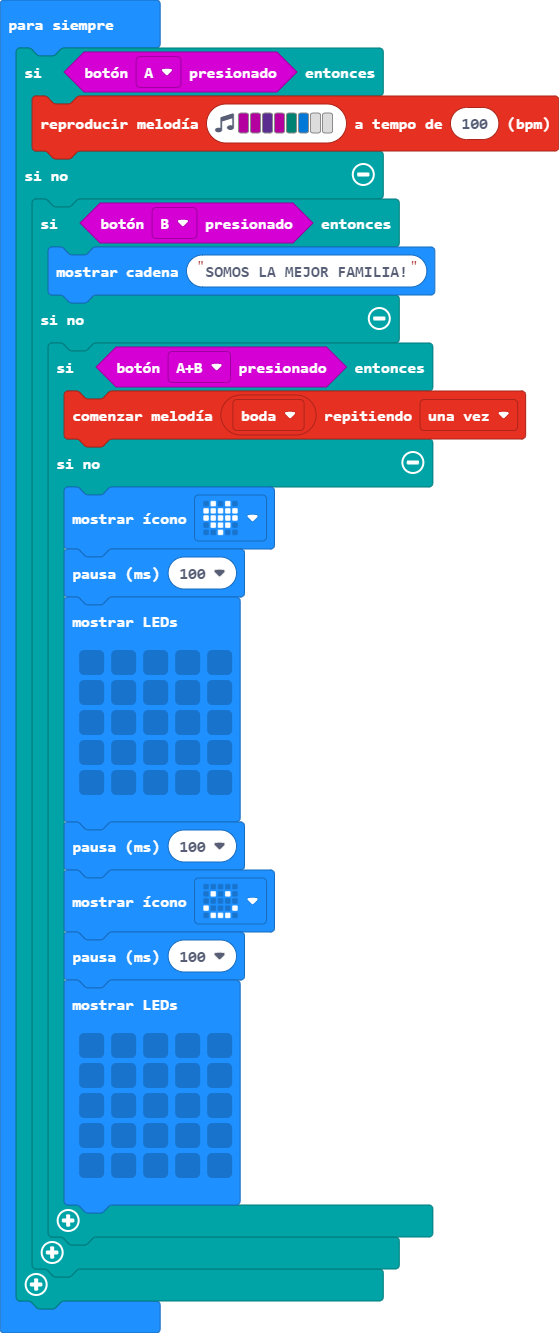 para siempre
si botón A presionado entonces
reproducir melodía a tempo de 100 (bpm)
si no
si botón B presionado entonces
mostrar cadena "SOMOS LA MEJOR FAMILIA!"
si no
si botón A+B presionado entonces
comenzar melodía boda repitiendo una vez
si no
mostrar ícono
pausa (ms) 100
mostrar LEDs
pausa (ms) 100
mostrar ícono
pausa (ms) 100
mostrar LEDs